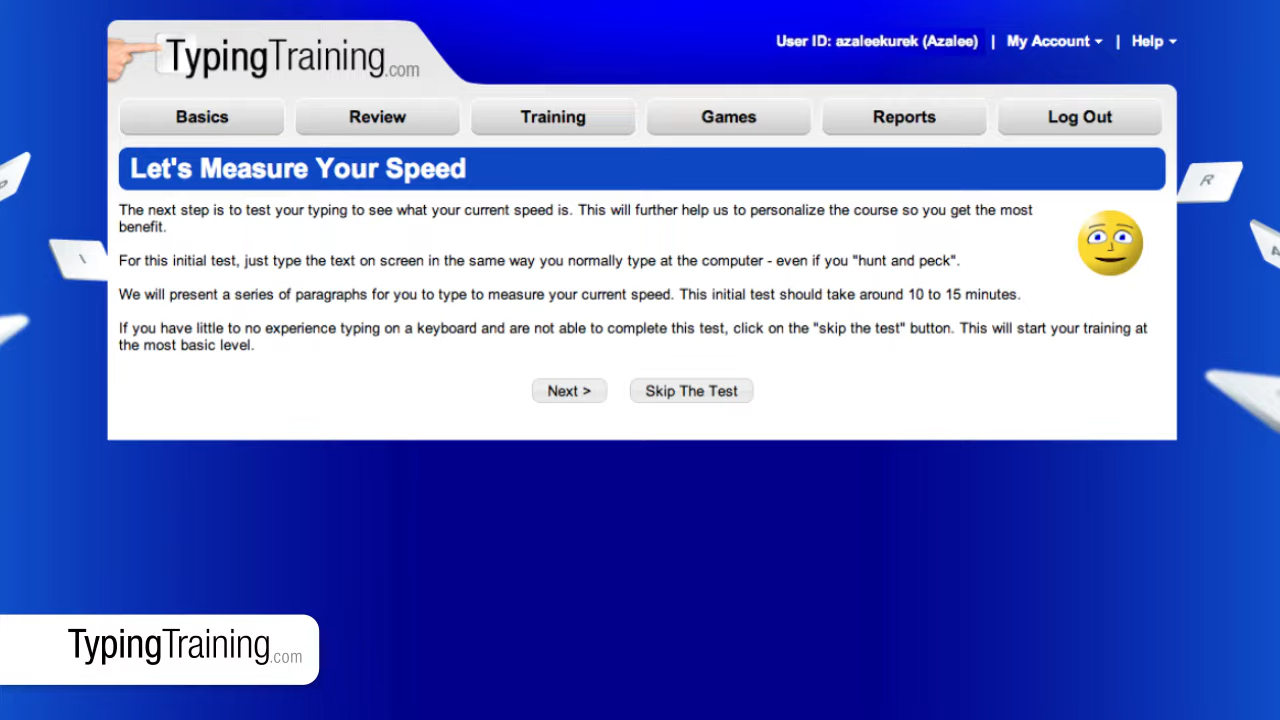 TypingTraining.com
User ID: azaleekurek (Azalee) | My Account | Help
Basics Review Training Games Reports Log Out
Let's Measure Your Speed
The next step is to test your typing to see what your current speed is. This will further help us to personalize the course so you get the most
benefit.
For this initial test, just type the text on screen in the same way you normally type at the computer - even if you "hunt and peck".
We will present a series of paragraphs for you to type to measure your current speed. This initial test should take around 10 to 15 minutes.
If you have little to no experience typing on a keyboard and are not able to complete this test, click on the "skip the test" button. This will start your training at
the most basic level.
Next > Skip The Test
R
TypingTraining.com